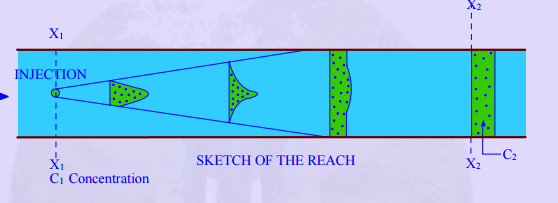 X₁
X₂
INJECTION
SKETCH OF THE REACH
X₁
X₂
C₂
C₁ Concentration